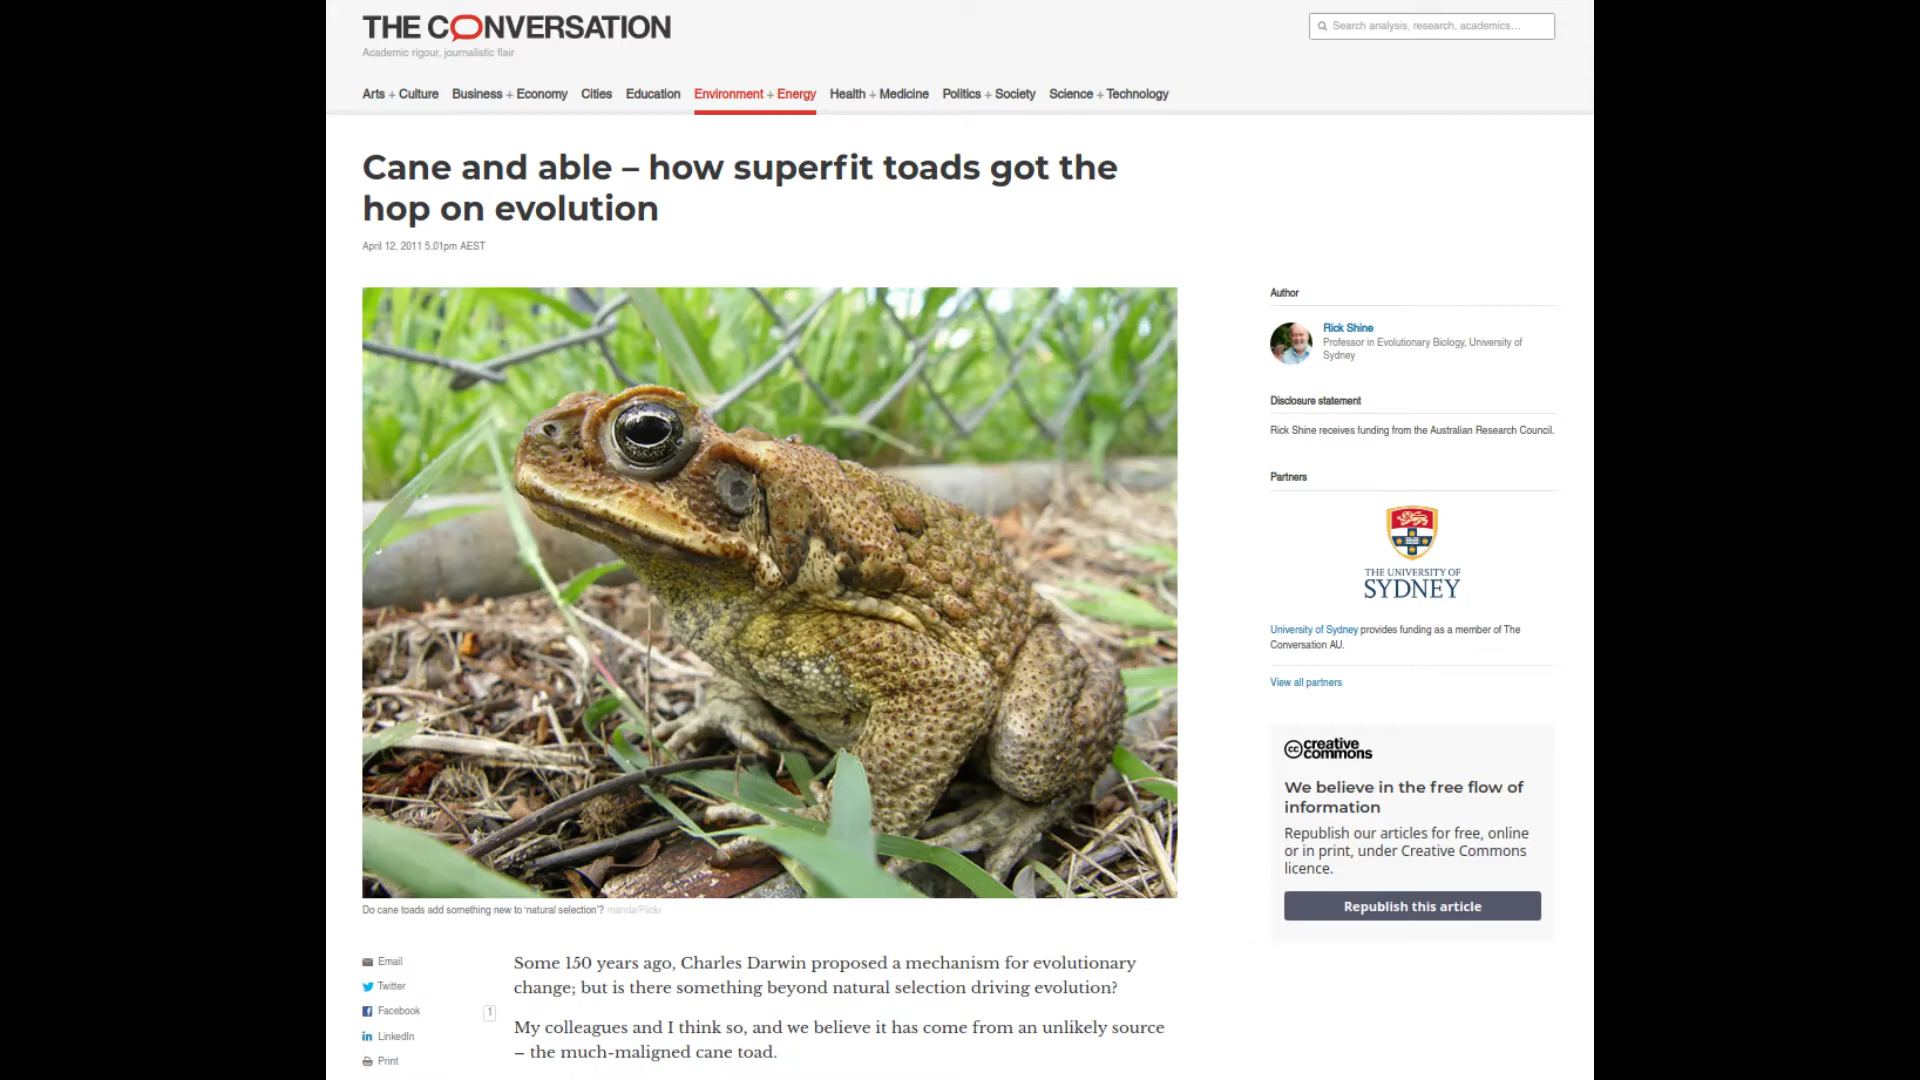 THE CONVERSATION
Academic rigour, journalistic flair
Search analysis, research, academics…
Arts + Culture Business + Economy Cities Education Environment + Energy Health + Medicine Politics + Society Science + Technology
Cane and able – how superfit toads got the
hop on evolution
April 12, 2011 5.01pm AEST
Do cane toads add something new to ‘natural selection’? manda/Flickr
Email
Twitter
Facebook 1
LinkedIn
Print
Some 150 years ago, Charles Darwin proposed a mechanism for evolutionary
change; but is there something beyond natural selection driving evolution?
My colleagues and I think so, and we believe it has come from an unlikely source
– the much-maligned cane toad.
Author
Rick Shine
Professor in Evolutionary Biology, University of
Sydney
Disclosure statement
Rick Shine receives funding from the Australian Research Council.
Partners
THE UNIVERSITY OF
SYDNEY
University of Sydney provides funding as a member of The
Conversation AU.
View all partners
cc creative
commons
We believe in the free flow of
information
Republish our articles for free, online
or in print, under Creative Commons
licence.
Republish this article